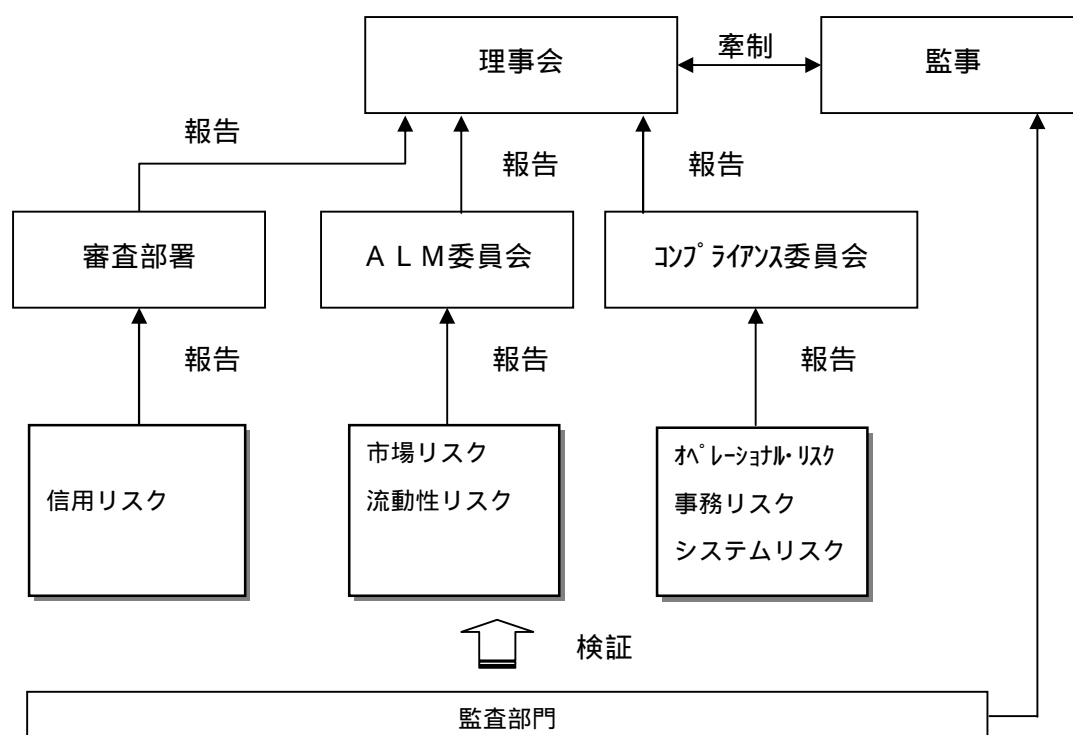 理事会
牽制
監事
報告
報告
報告
審査部署
ＡＬＭ委員会
ｺﾝﾌﾟﾗｲｱﾝｽ委員会
報告
報告
報告
信用リスク
市場リスク
流動性リスク
ｵﾍﾟﾚｰｼｮﾅﾙ・ﾘｽｸ
事務リスク
システムリスク
検証
監査部門